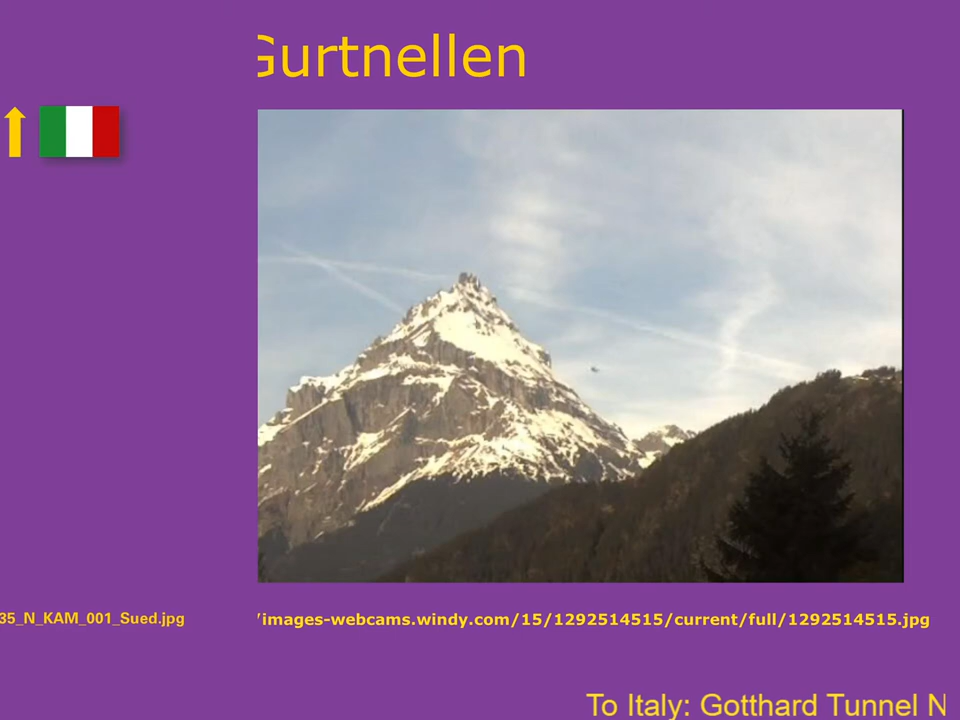 Gurtnellen
35_N_KAM_001_Sued.jpg
/images-webcams.windy.com/15/1292514515/current/full/1292514515.jpg
To Italy: Gotthard Tunnel N